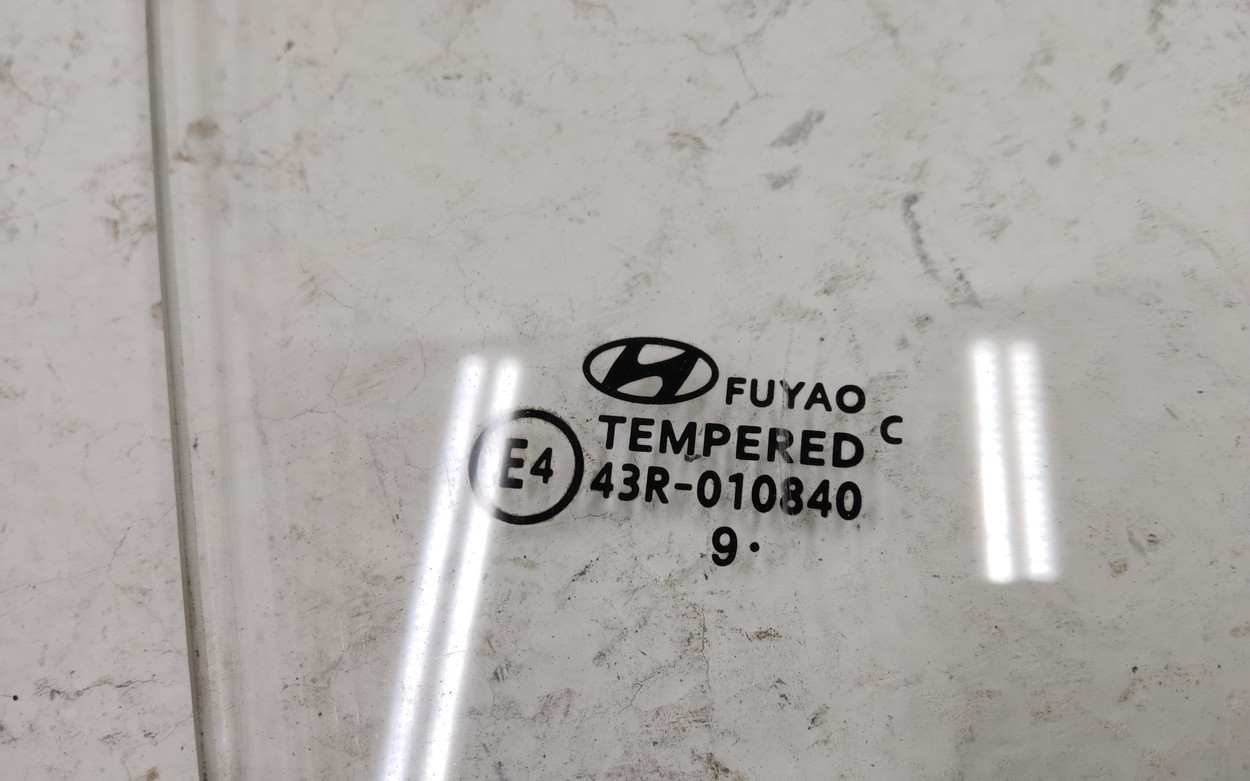 FUYAO
TEMPERED C
E4 43R-010840
9·